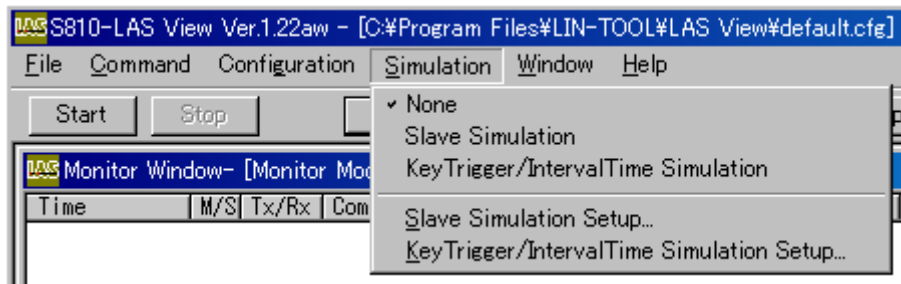 LAS S810-LAS View Ver.1.22aw - [C:¥Program Files¥LIN-TOOL¥LAS View¥default.cfg]
File Command Configuration Simulation Window Help
Start Stop
None
Slave Simulation
KeyTrigger/IntervalTime Simulation
Slave Simulation Setup...
KeyTrigger/IntervalTime Simulation Setup...
LAS Monitor Window- [Monitor Mod
Time M/S Tx/Rx Com